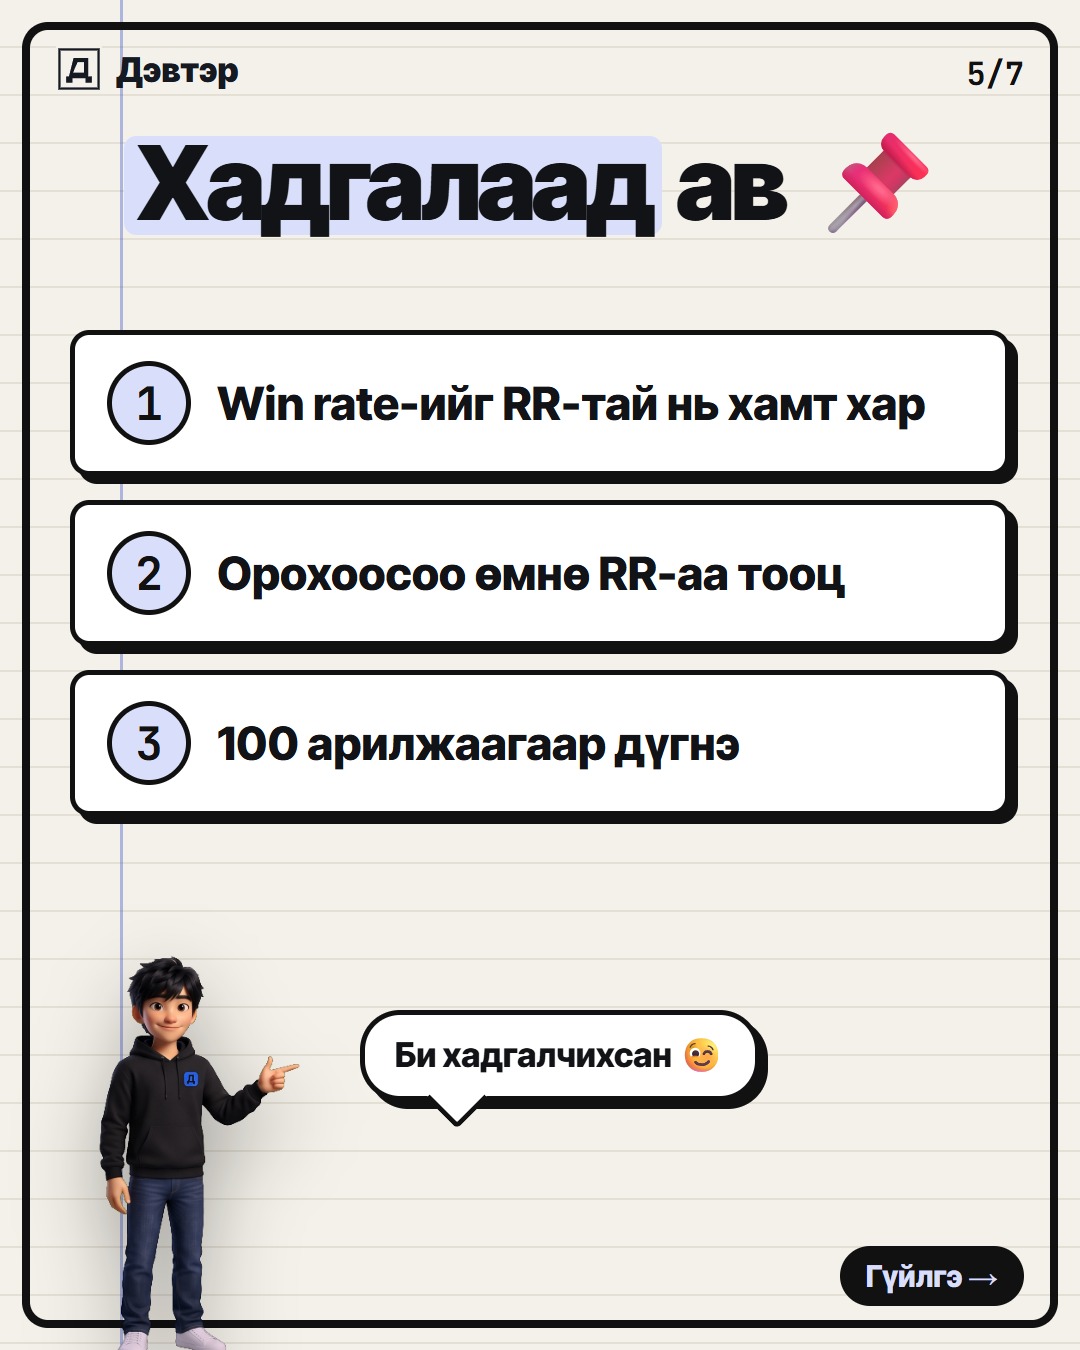 Д Дэвтэр
5/7
Хадгалаад ав 📌
1 Win rate-ийг RR-тай нь хамт хар
2 Орохоосоо өмнө RR-аа тооц
3 100 арилжаагаар дүгнэ
Д
Би хадгалчихсан 😉
Гүйлгэ →